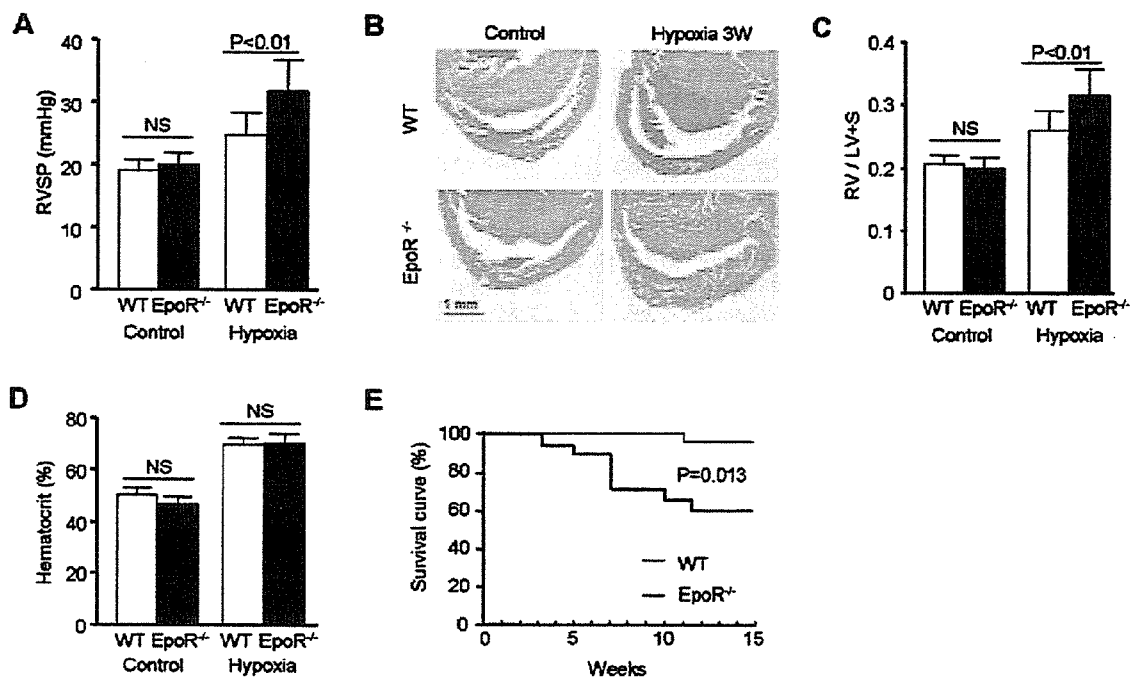 A
RVSP (mmHg)
40
30
20
10
0
NS
P<0.01
WT EpoR-/-
Control
WT EpoR-/-
Hypoxia
B
Control
Hypoxia 3W
WT
EpoR-/-
1 mm
C
RV / LV+S
0.4
0.3
0.2
0.1
0
NS
P<0.01
WT EpoR-/-
Control
WT EpoR-/-
Hypoxia
D
Hematocrit (%)
80
60
40
20
0
NS
NS
WT EpoR-/-
Control
WT EpoR-/-
Hypoxia
E
Survival curve (%)
100
80
60
40
20
0
P=0.013
WT
EpoR-/-
0
5
10
15
Weeks